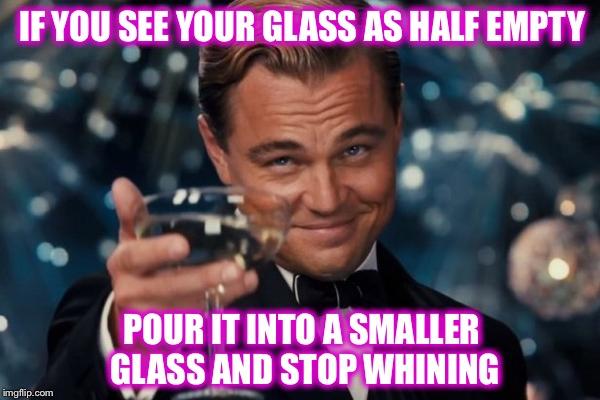 IF YOU SEE YOUR GLASS AS HALF EMPTY
POUR IT INTO A SMALLER
GLASS AND STOP WHINING
imgflip.com